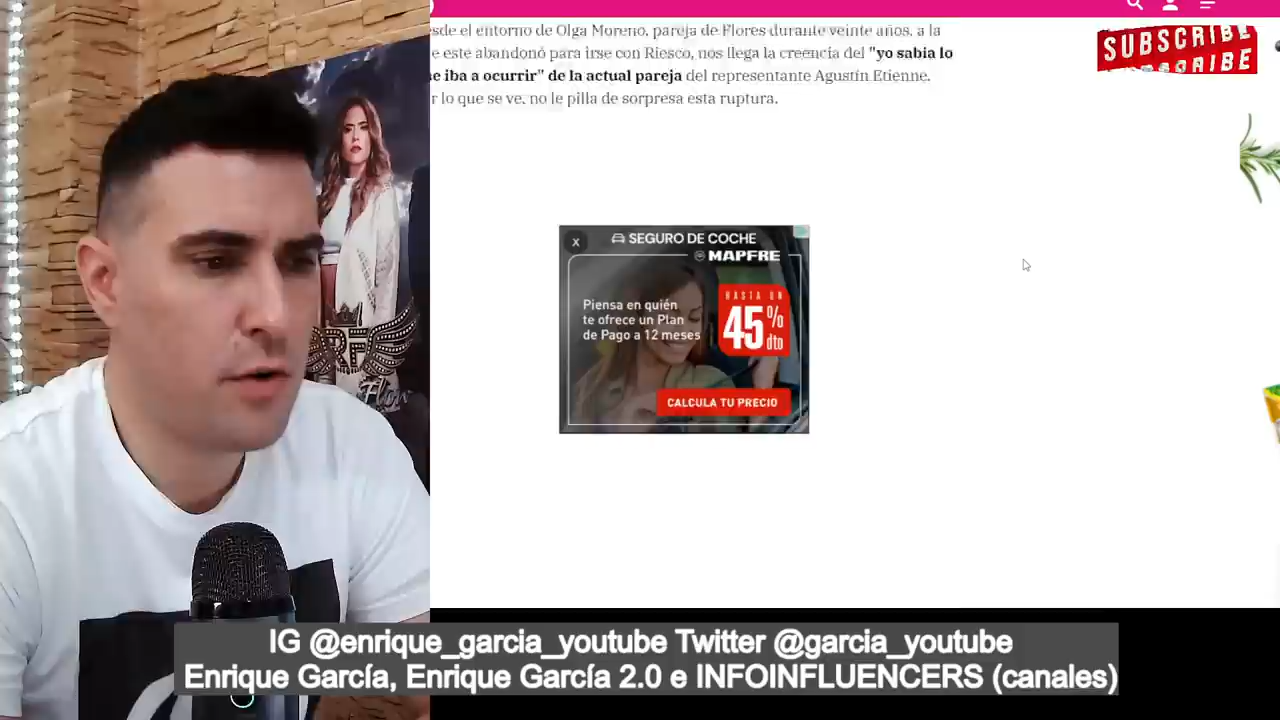 esde el entorno de Olga Moreno, pareja de Flores durante veinte años, a la
e este abandonó para irse con Riesco, nos llega la creencia del "yo sabia lo
e iba a ocurrir" de la actual pareja del representante Agustín Etienne.
r lo que se ve, no le pilla de sorpresa esta ruptura.
SUBSCRIBE
x
SEGURO DE COCHE
MAPFRE
Piensa en quién
te ofrece un Plan
de Pago a 12 meses
HASTA UN
45%
dto
CALCULA TU PRECIO
RF
Flow
IG @enrique_garcia_youtube Twitter @garcia_youtube
Enrique García, Enrique García 2.0 e INFOINFLUENCERS (canales)